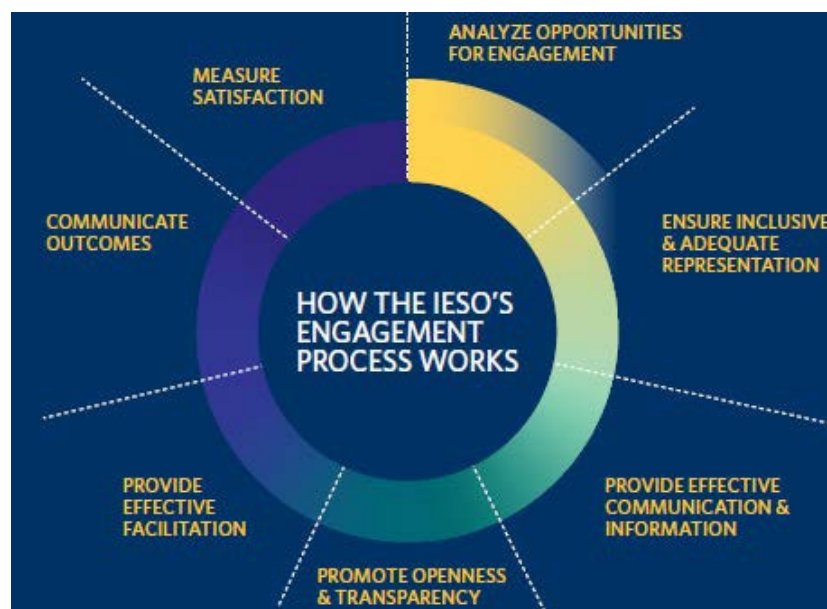 ANALYZE OPPORTUNITIES
FOR ENGAGEMENT
ENSURE INCLUSIVE
& ADEQUATE
REPRESENTATION
PROVIDE EFFECTIVE
COMMUNICATION &
INFORMATION
PROMOTE OPENNESS
& TRANSPARENCY
PROVIDE
EFFECTIVE
FACILITATION
COMMUNICATE
OUTCOMES
MEASURE
SATISFACTION
HOW THE IESO'S
ENGAGEMENT
PROCESS WORKS